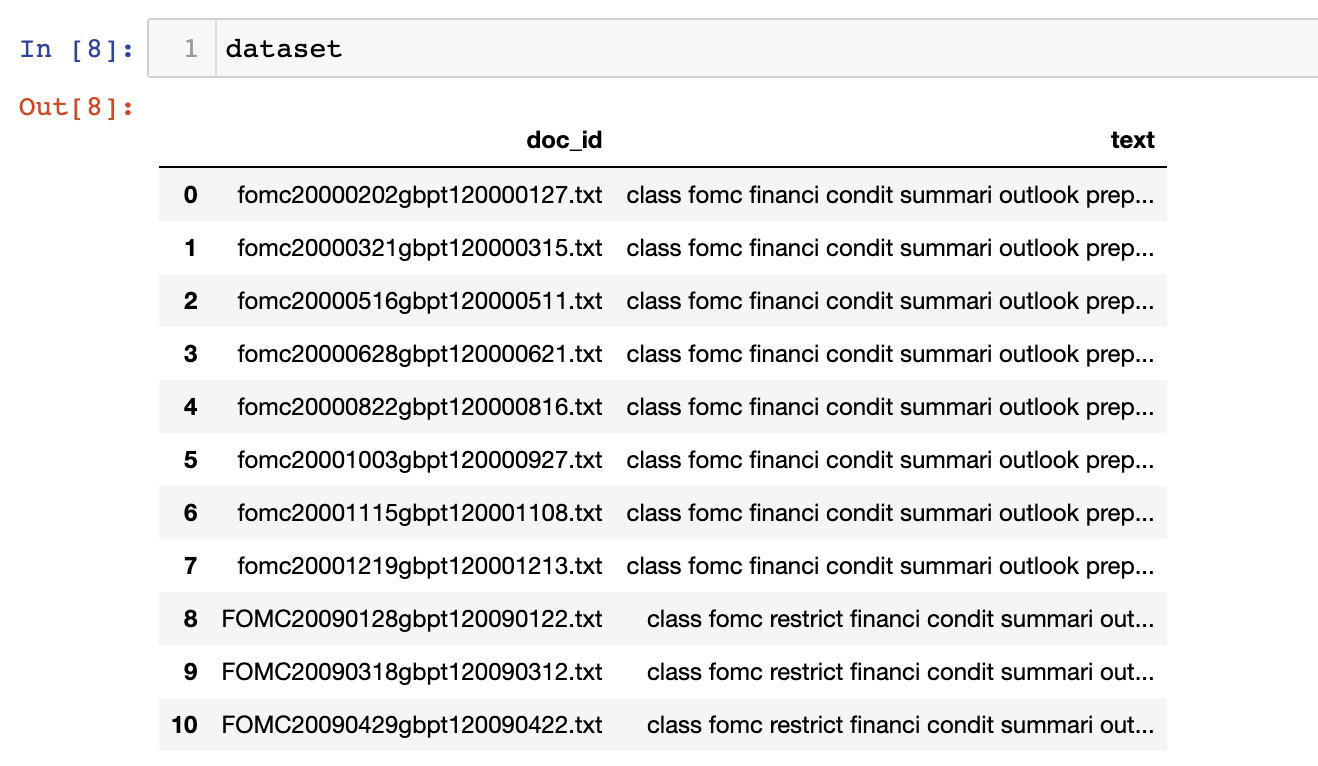 In [8]: 1 dataset
Out[8]:
doc_id text
0 fomc20000202gbpt120000127.txt class fomc financi condit summari outlook prep...
1 fomc20000321gbpt120000315.txt class fomc financi condit summari outlook prep...
2 fomc20000516gbpt120000511.txt class fomc financi condit summari outlook prep...
3 fomc20000628gbpt120000621.txt class fomc financi condit summari outlook prep...
4 fomc20000822gbpt120000816.txt class fomc financi condit summari outlook prep...
5 fomc20001003gbpt120000927.txt class fomc financi condit summari outlook prep...
6 fomc20001115gbpt120001108.txt class fomc financi condit summari outlook prep...
7 fomc20001219gbpt120001213.txt class fomc financi condit summari outlook prep...
8 FOMC20090128gbpt120090122.txt class fomc restrict financi condit summari out...
9 FOMC20090318gbpt120090312.txt class fomc restrict financi condit summari out...
10 FOMC20090429gbpt120090422.txt class fomc restrict financi condit summari out...